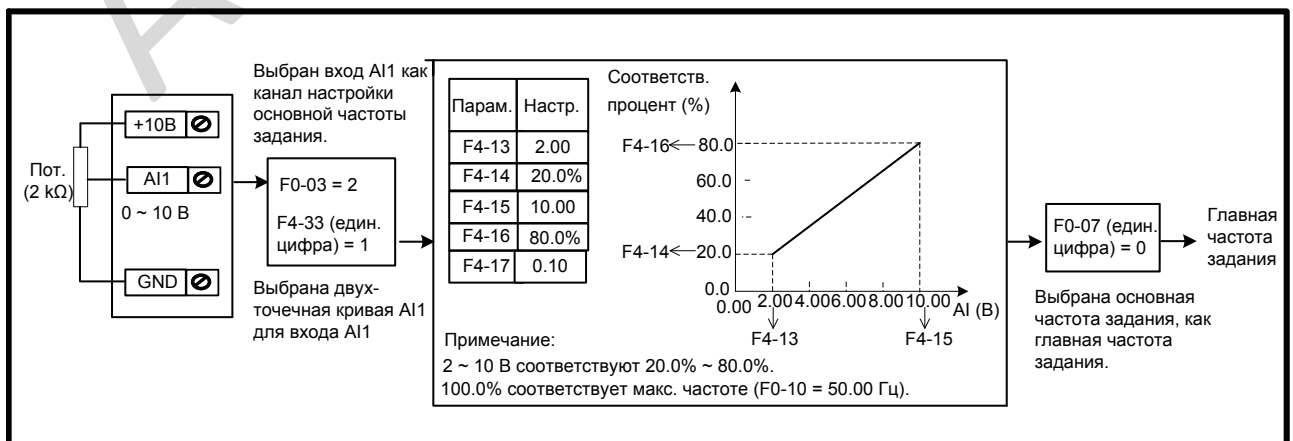 Пот.
(2 kΩ)
+10В
AI1
0 ~ 10 В
GND
Выбран вход AI1 как
канал настройки
основной частоты
задания.
F0-03 = 2
F4-33 (един.
цифра) = 1
Выбрана двух-
точечная кривая AI1
для входа AI1
Парам. Настр.
F4-13 2.00
F4-14 20.0%
F4-15 10.00
F4-16 80.0%
F4-17 0.10
Соответств.
процент (%)
F4-16 80.0
60.0
40.0
F4-14 20.0
0.0
0.00 2.00 4.00 6.00 8.00 10.00 AI (В)
F4-13 F4-15
Примечание:
2 ~ 10 В соответствуют 20.0% ~ 80.0%.
100.0% соответствует макс. частоте (F0-10 = 50.00 Гц).
F0-07 (един.
цифра) = 0
Выбрана основная
частота задания, как
главная частота
задания.
Главная
частота
задания